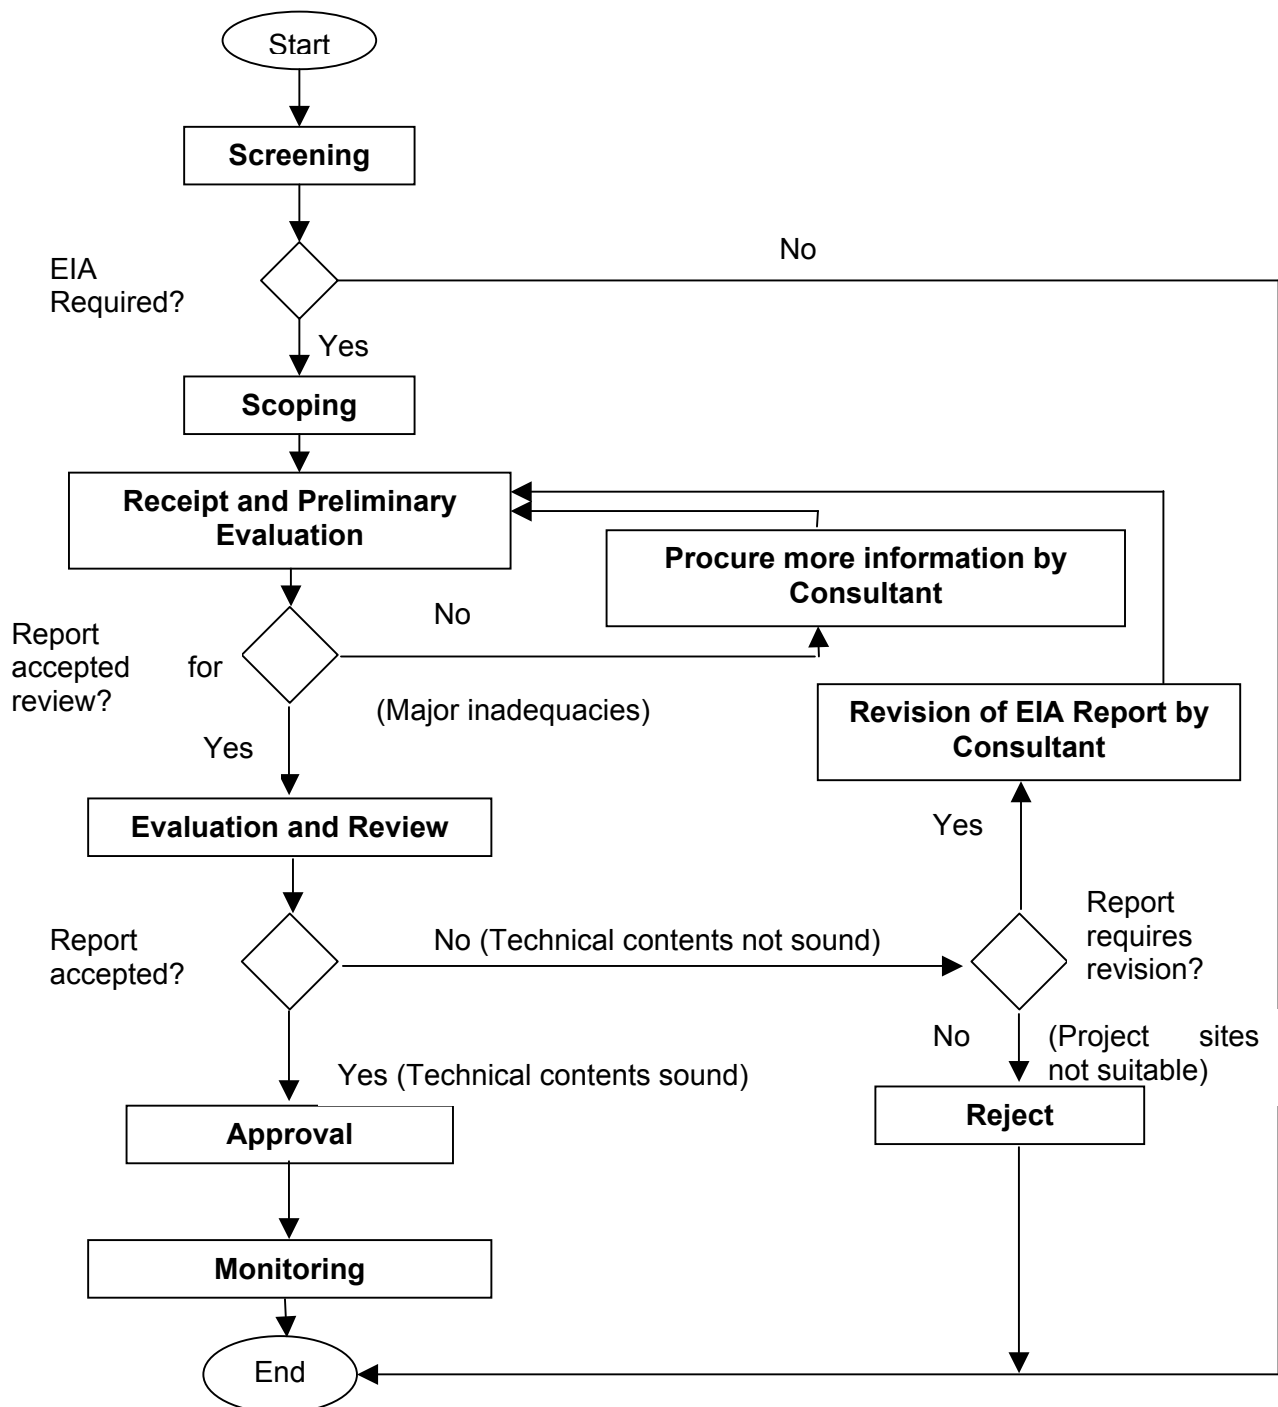 Start
Screening
No
EIA
Required?
Yes
Scoping
Receipt and Preliminary
Evaluation
Procure more information by
Consultant
No
Report
accepted for
review?
(Major inadequacies)
Revision of EIA Report by
Consultant
Yes
Evaluation and Review
Yes
Report
requires
revision?
Report
accepted?
No (Technical contents not sound)
No
(Project sites
not suitable)
Yes (Technical contents sound)
Reject
Approval
Monitoring
End